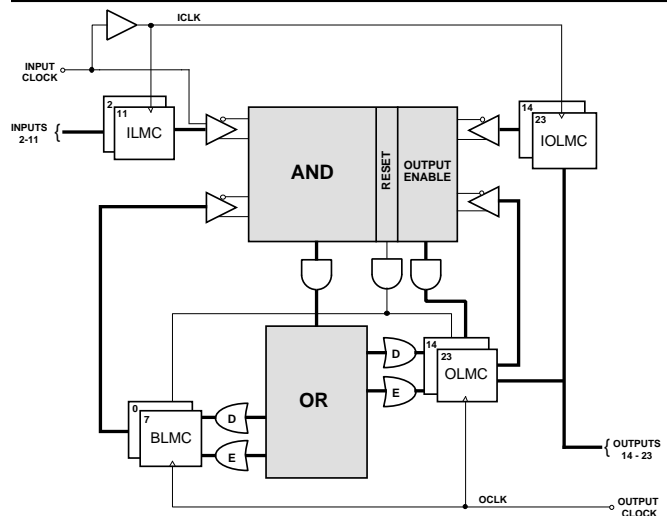 ICLK
INPUT
CLOCK
INPUTS
2-11
{
2
11
ILMC
AND
RESET
OUTPUT
ENABLE
14
23
IOLMC
OR
D
E
D
E
14
23
OLMC
0
7
BLMC
{
OUTPUTS
14 - 23
OCLK
OUTPUT
CLOCK